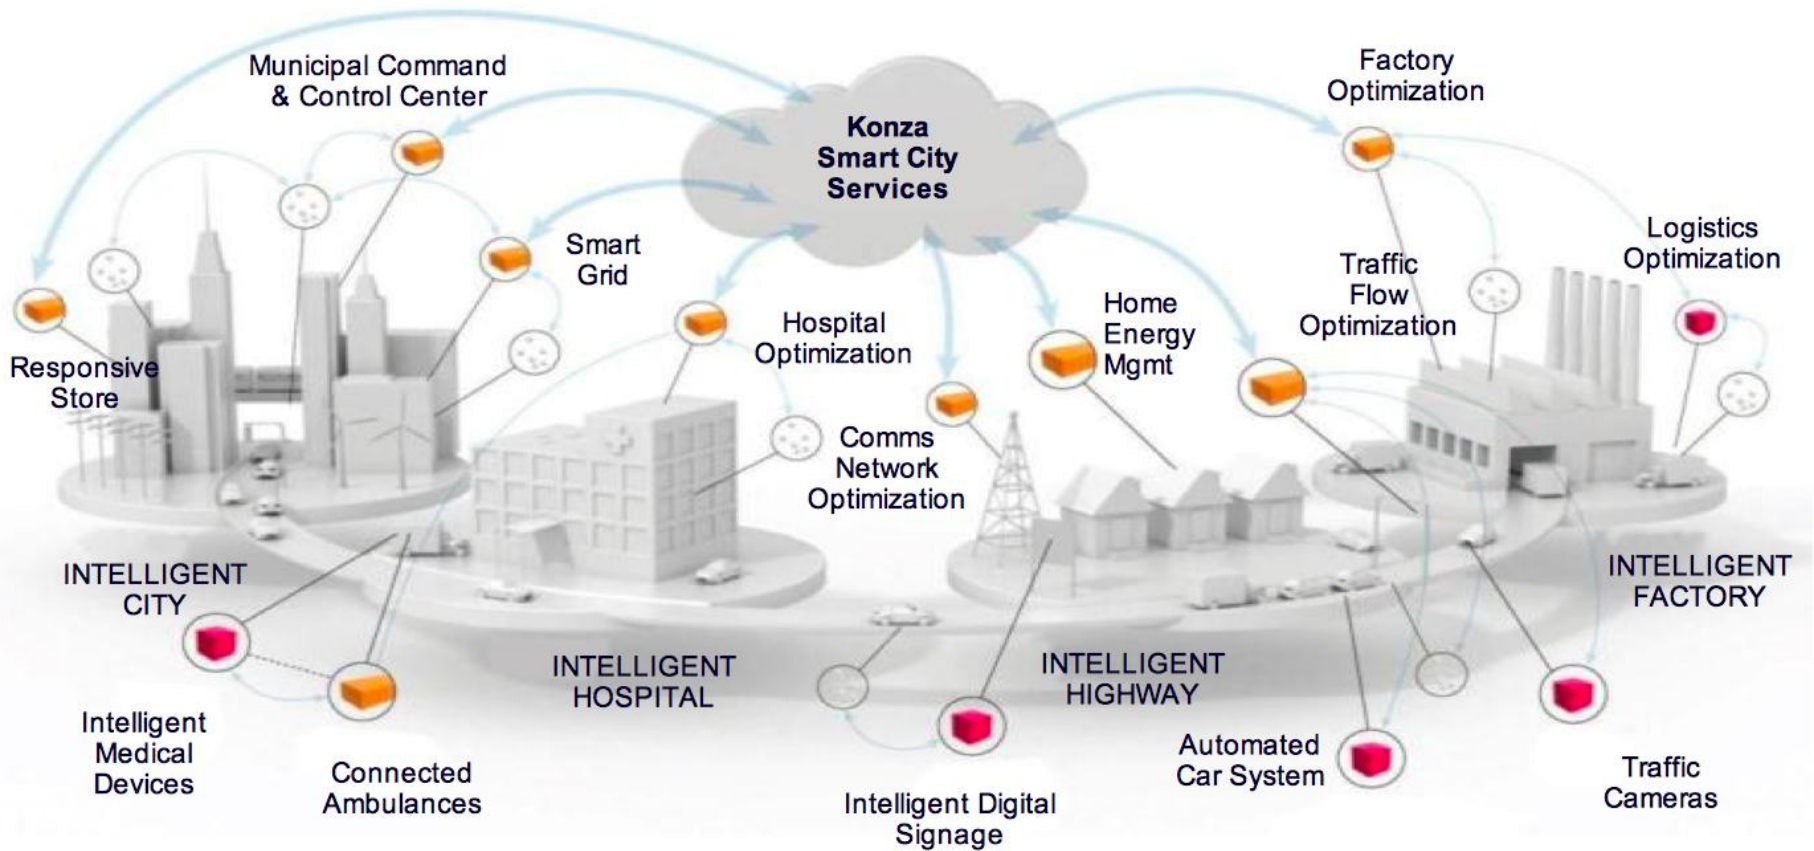 Municipal Command
& Control Center
Konza
Smart City
Services
Factory
Optimization
Smart
Grid
Logistics
Optimization
Traffic
Flow
Optimization
Home
Energy
Mgmt
Hospital
Optimization
Responsive
Store
Comms
Network
Optimization
INTELLIGENT
CITY
INTELLIGENT
FACTORY
INTELLIGENT
HOSPITAL
INTELLIGENT
HIGHWAY
Intelligent
Medical
Devices
Connected
Ambulances
Intelligent Digital
Signage
Automated
Car System
Traffic
Cameras